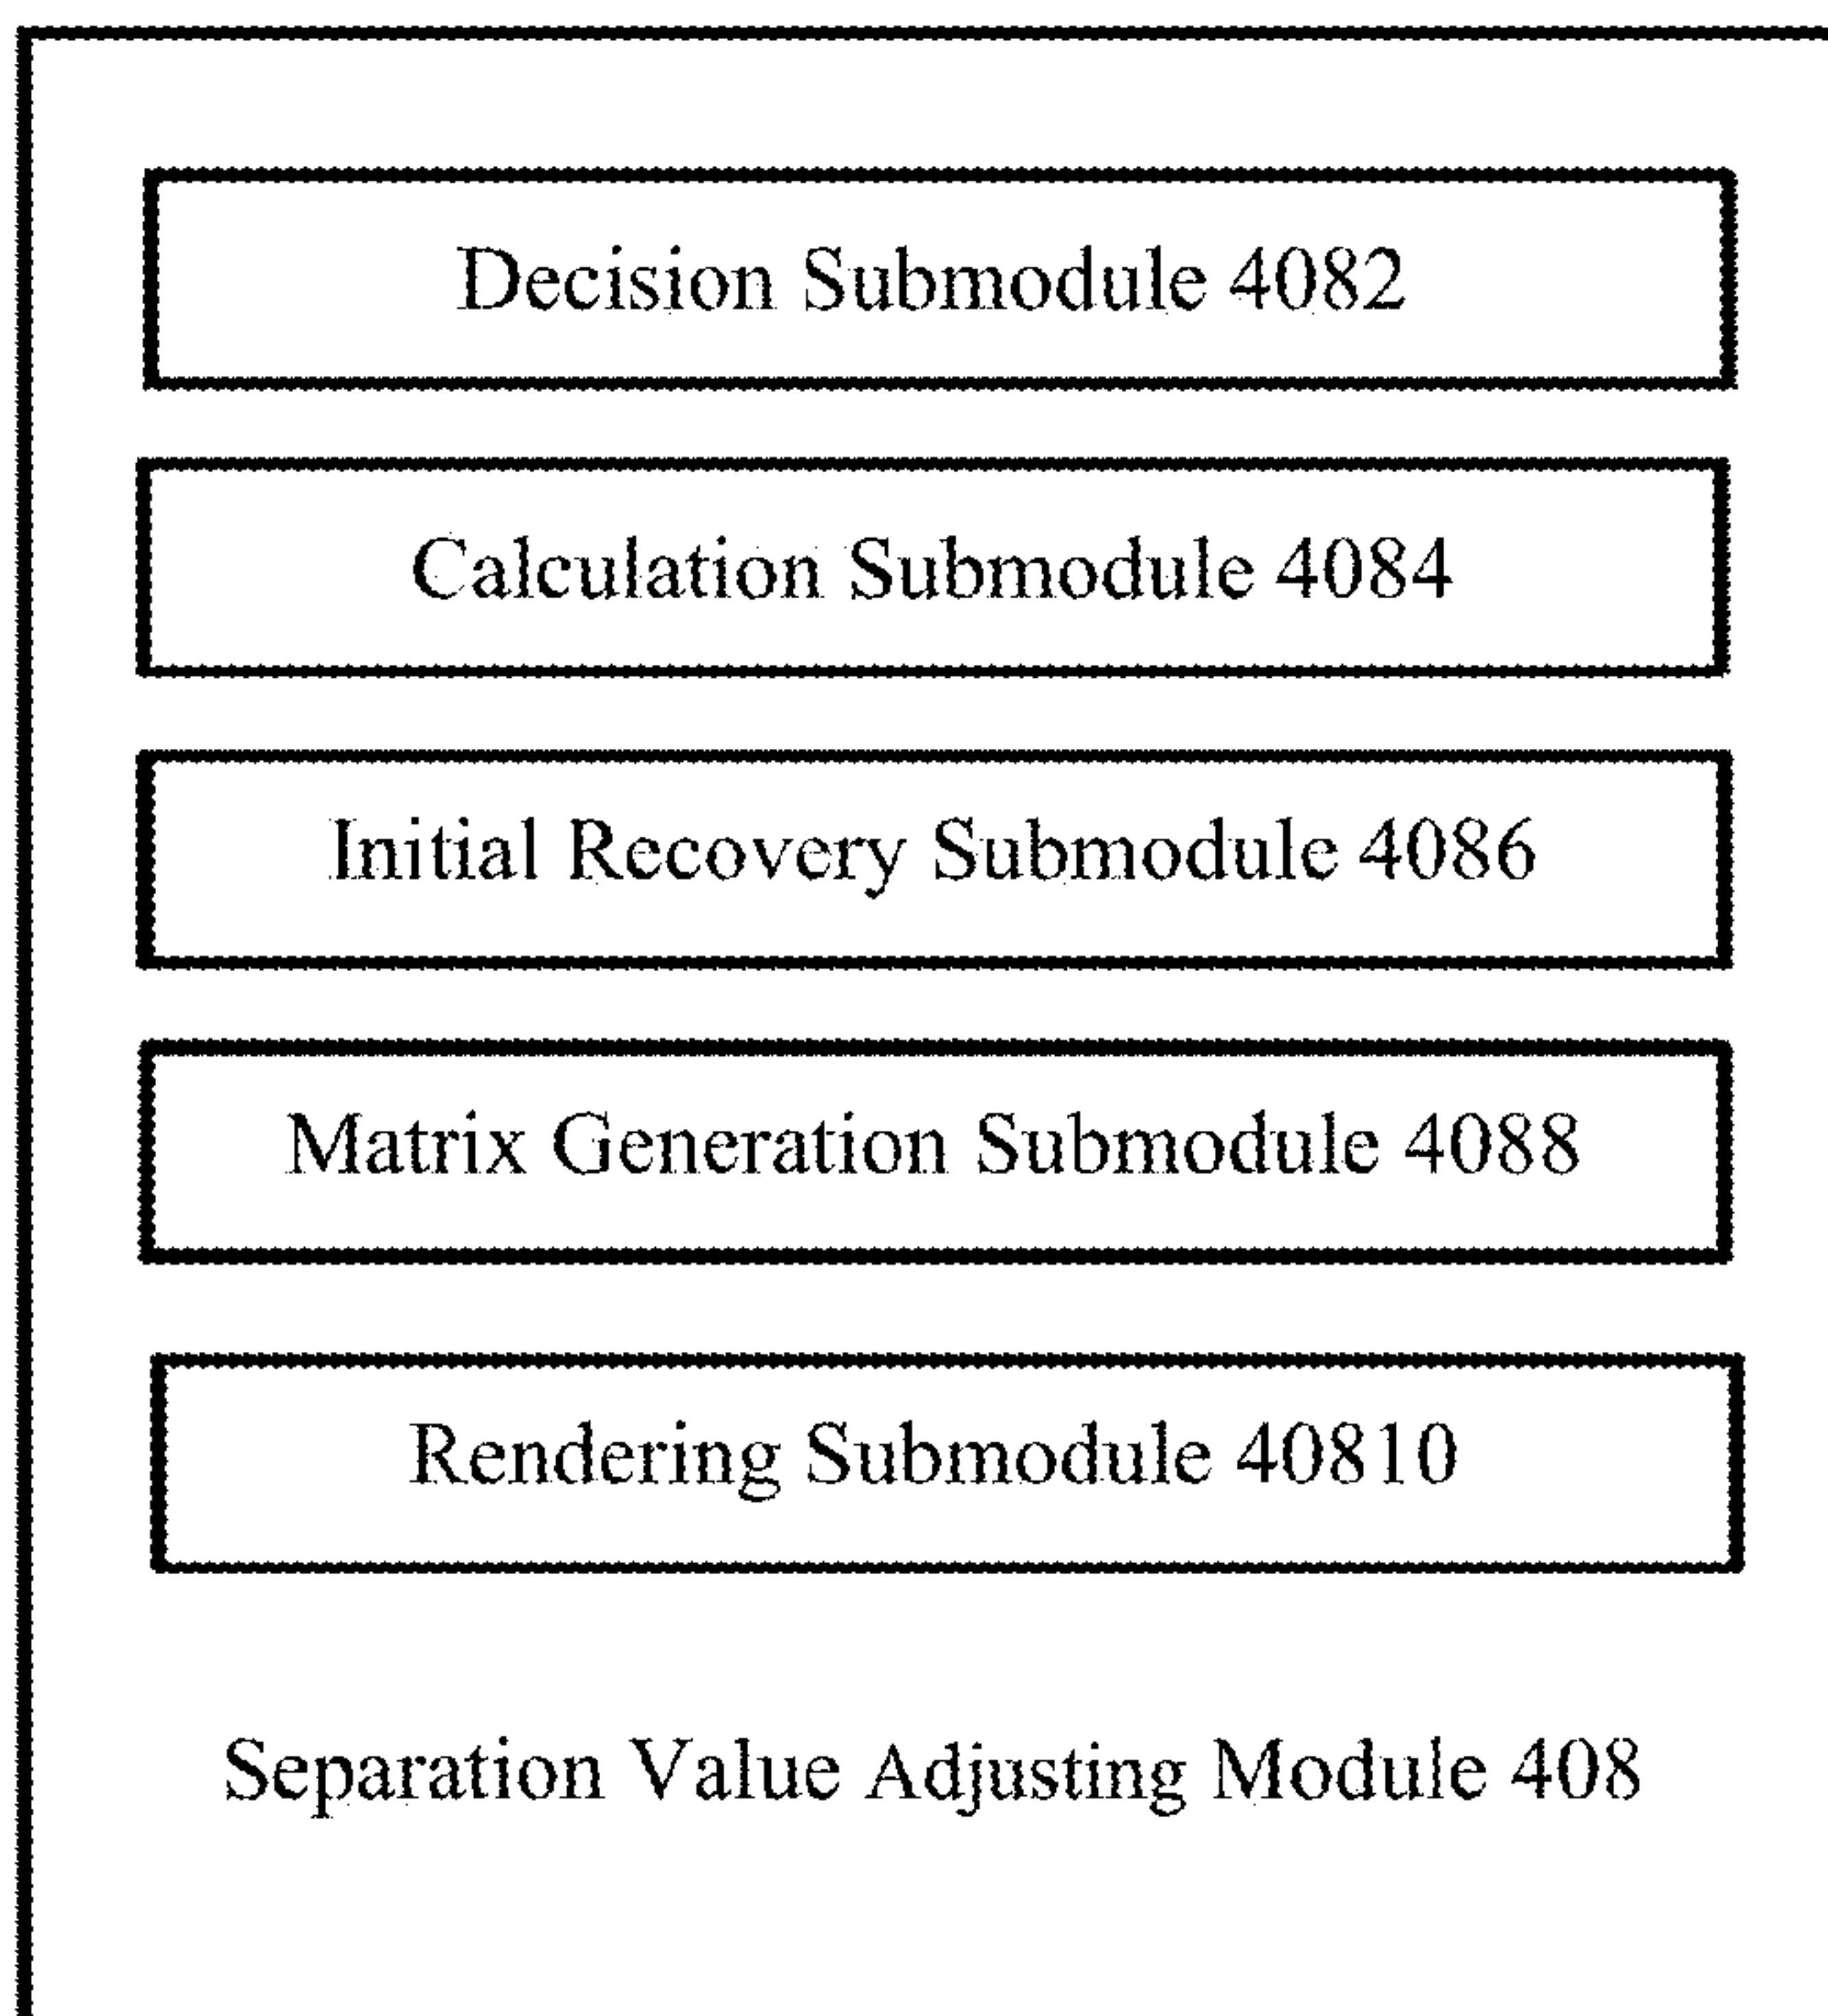 Decision Submodule 4082
Calculation Submodule 4084
Initial Recovery Submodule 4086
Matrix Generation Submodule 4088
Rendering Submodule 40810
Separation Value Adjusting Module 408